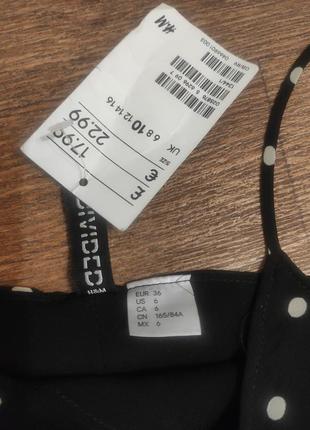 H&M
UK
6 8 10 12 14 16
SIZE
£ 17.99
€ 22.99
DIVIDED
H&M
EUR 36
US 6
CA 6
CN 165/84A
MX 6